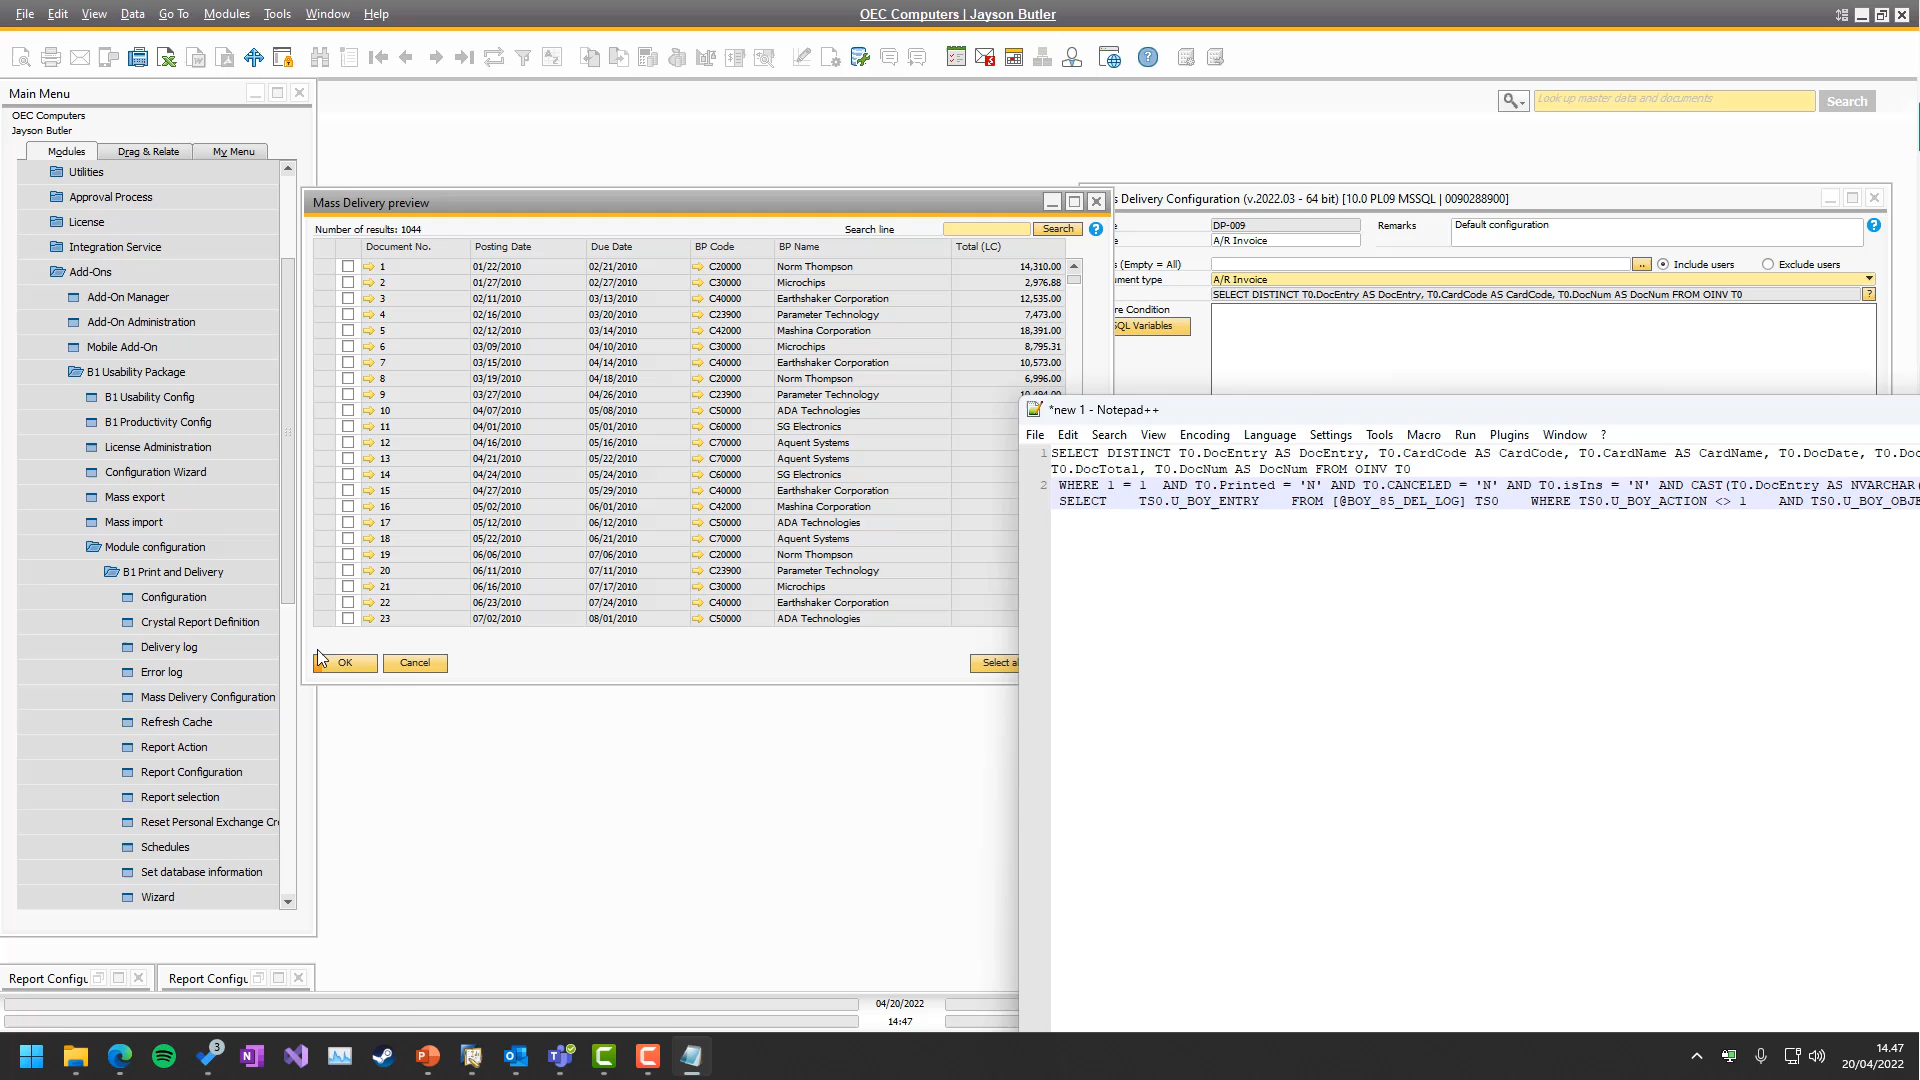 File Edit View Data Go To Modules Tools Window Help
OEC Computers | Jayson Butler
Main Menu
OEC Computers
Jayson Butler
Modules Drag & Relate My Menu
Utilities
Approval Process
License
Integration Service
Add-Ons
Add-On Manager
Add-On Administration
Mobile Add-On
B1 Usability Package
B1 Usability Config
B1 Productivity Config
License Administration
Configuration Wizard
Mass export
Mass import
Module configuration
B1 Print and Delivery
Configuration
Crystal Report Definition
Delivery log
Error log
Mass Delivery Configuration
Refresh Cache
Report Action
Report Configuration
Report selection
Reset Personal Exchange Cr
Schedules
Set database information
Wizard
Look up master data and documents Search
Mass Delivery preview
Number of results: 1044 Search line Search
Document No. Posting Date Due Date BP Code BP Name Total (LC)
1 01/22/2010 02/21/2010 C20000 Norm Thompson 14,310.00
2 01/27/2010 02/27/2010 C30000 Microchips 2,976.88
3 02/11/2010 03/13/2010 C40000 Earthshaker Corporation 12,535.00
4 02/16/2010 03/20/2010 C23900 Parameter Technology 7,473.00
5 02/12/2010 03/14/2010 C42000 Mashina Corporation 18,391.00
6 03/09/2010 04/10/2010 C30000 Microchips 8,795.31
7 03/15/2010 04/14/2010 C40000 Earthshaker Corporation 10,573.00
8 03/19/2010 04/18/2010 C20000 Norm Thompson 6,996.00
9 03/27/2010 04/26/2010 C23900 Parameter Technology 10,494.00
10 04/07/2010 05/08/2010 C50000 ADA Technologies
11 04/01/2010 05/01/2010 C60000 SG Electronics
12 04/16/2010 05/16/2010 C70000 Aquent Systems
13 04/21/2010 05/22/2010 C70000 Aquent Systems
14 04/24/2010 05/24/2010 C60000 SG Electronics
15 04/27/2010 05/29/2010 C40000 Earthshaker Corporation
16 05/02/2010 06/01/2010 C42000 Mashina Corporation
17 05/12/2010 06/12/2010 C50000 ADA Technologies
18 05/22/2010 06/21/2010 C70000 Aquent Systems
19 06/06/2010 07/06/2010 C20000 Norm Thompson
20 06/11/2010 07/11/2010 C23900 Parameter Technology
21 06/16/2010 07/17/2010 C30000 Microchips
22 06/23/2010 07/24/2010 C40000 Earthshaker Corporation
23 07/02/2010 08/01/2010 C50000 ADA Technologies
OK Cancel Select al
s Delivery Configuration (v.2022.03 - 64 bit) [10.0 PL09 MSSQL | 0090288900]
DP-009 Remarks Default configuration
A/R Invoice
(Empty = All) .. Include users Exclude users
ument type A/R Invoice
SELECT DISTINCT T0.DocEntry AS DocEntry, T0.CardCode AS CardCode, T0.DocNum AS DocNum FROM OINV T0 ?
re Condition
SQL Variables
*new 1 - Notepad++
File Edit Search View Encoding Language Settings Tools Macro Run Plugins Window ?
1 SELECT DISTINCT T0.DocEntry AS DocEntry, T0.CardCode AS CardCode, T0.CardName AS CardName, T0.DocDate, T0.Doc
T0.DocTotal, T0.DocNum AS DocNum FROM OINV T0
2 WHERE 1 = 1 AND T0.Printed = 'N' AND T0.CANCELED = 'N' AND T0.isIns = 'N' AND CAST(T0.DocEntry AS NVARCHAR(
SELECT TS0.U_BOY_ENTRY FROM [@BOY_85_DEL_LOG] TS0 WHERE TS0.U_BOY_ACTION <> 1 AND TS0.U_BOY_OBJE
Report Configu Report Configu
04/20/2022
14:47
3
14.47
20/04/2022